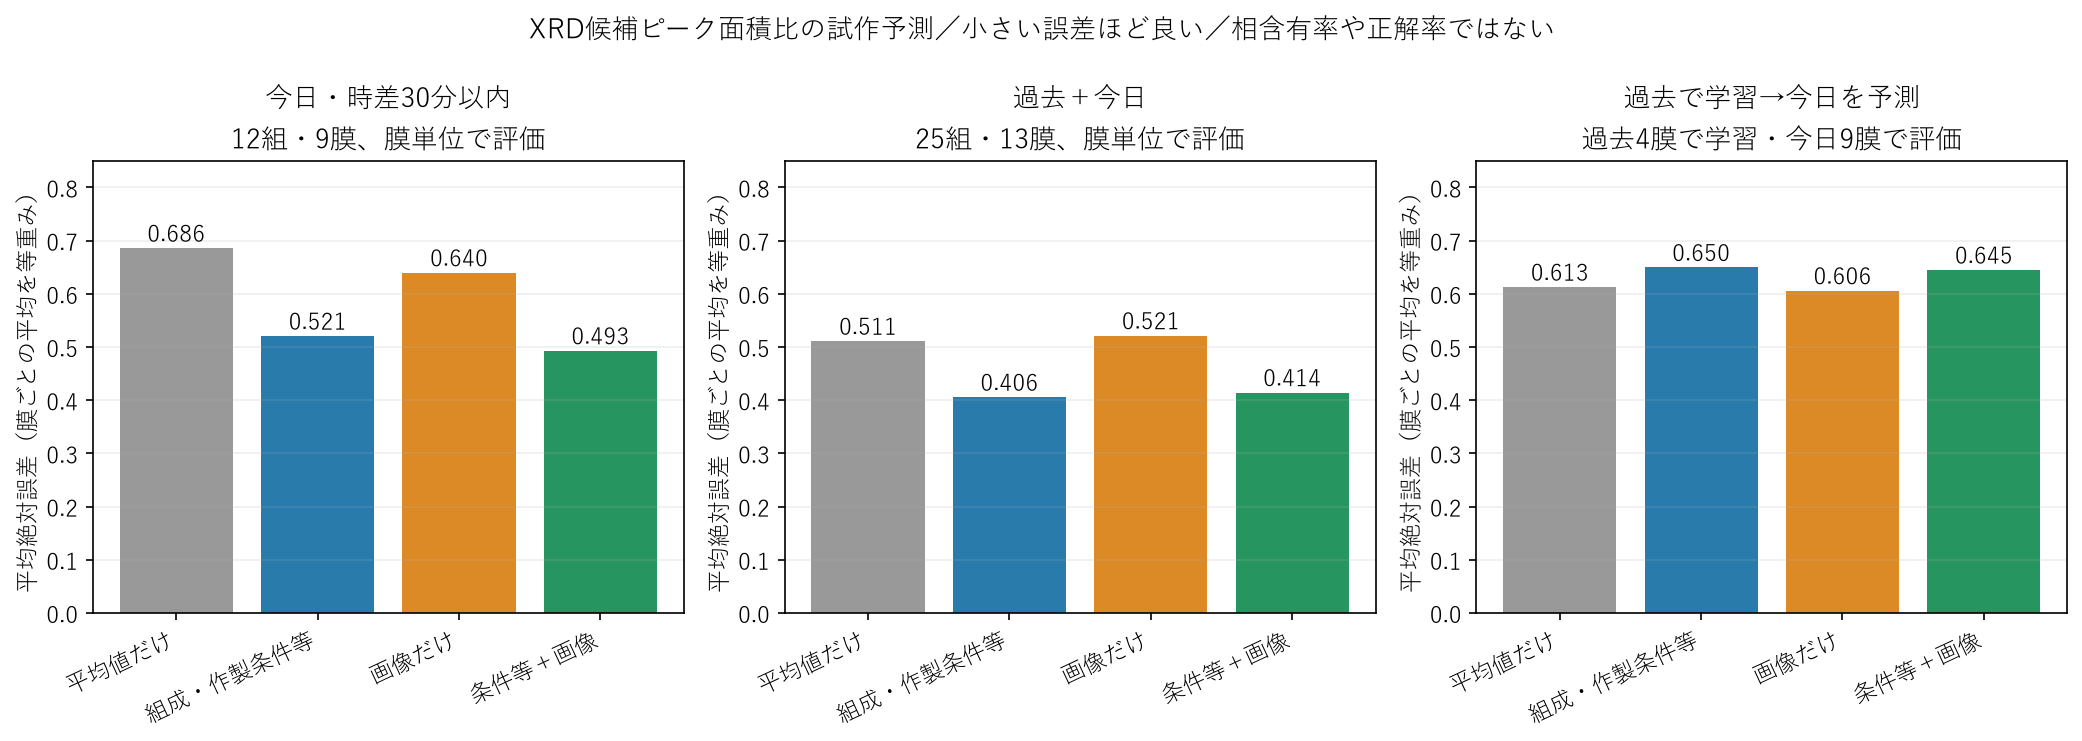 XRD候補ピーク面積比の試作予測／小さい誤差ほど良い／相含有率や正解率ではない
今日・時差30分以内
12組・9膜、膜単位で評価
平均絶対誤差（膜ごとの平均を等重み）
0.8
0.7
0.6
0.5
0.4
0.3
0.2
0.1
0.0
0.686
0.521
0.640
0.493
平均値だけ
組成・作製条件等
画像だけ
条件等＋画像
過去＋今日
25組・13膜、膜単位で評価
平均絶対誤差（膜ごとの平均を等重み）
0.8
0.7
0.6
0.5
0.4
0.3
0.2
0.1
0.0
0.511
0.406
0.521
0.414
平均値だけ
組成・作製条件等
画像だけ
条件等＋画像
過去で学習→今日を予測
過去4膜で学習・今日9膜で評価
平均絶対誤差（膜ごとの平均を等重み）
0.8
0.7
0.6
0.5
0.4
0.3
0.2
0.1
0.0
0.613
0.650
0.606
0.645
平均値だけ
組成・作製条件等
画像だけ
条件等＋画像